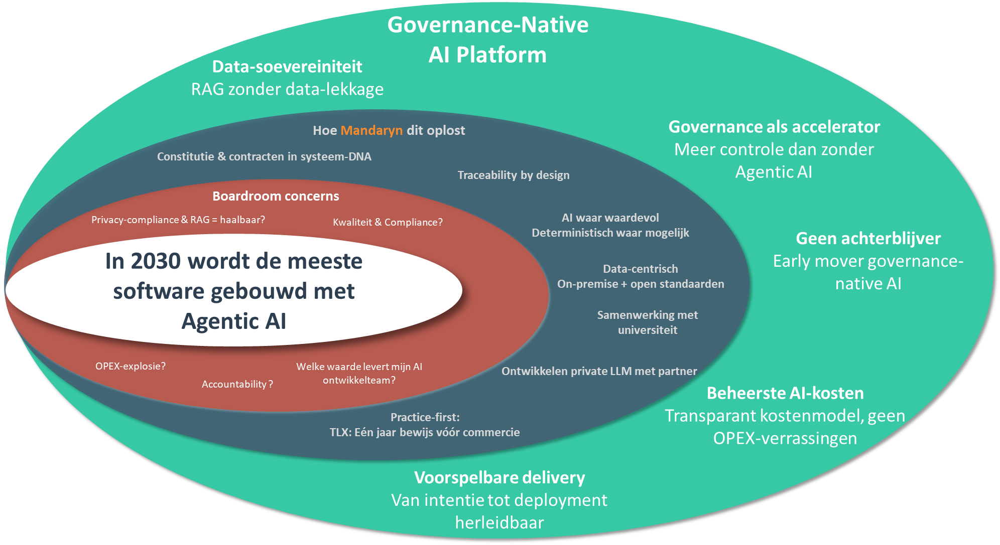 Governance-Native
AI Platform
Data-soevereiniteit
RAG zonder data-lekkage
Governance als accelerator
Meer controle dan zonder
Agentic AI
Geen achterblijver
Early mover governance-
native AI
Beheerste AI-kosten
Transparant kostenmodel, geen
OPEX-verrassingen
Voorspelbare delivery
Van intentie tot deployment
herleidbaar
Hoe Mandaryn dit oplost
Constitutie & contracten in systeem-DNA
Traceability by design
AI waar waardevol
Deterministisch waar mogelijk
Data-centrisch
On-premise + open standaarden
Samenwerking met
universiteit
Ontwikkelen private LLM met partner
Practice-first:
TLX: Eén jaar bewijs vóór commercie
Boardroom concerns
Privacy-compliance & RAG = haalbaar?
Kwaliteit & Compliance?
OPEX-explosie?
Accountability ?
Welke waarde levert mijn AI
ontwikkelteam?
In 2030 wordt de meeste
software gebouwd met
Agentic AI